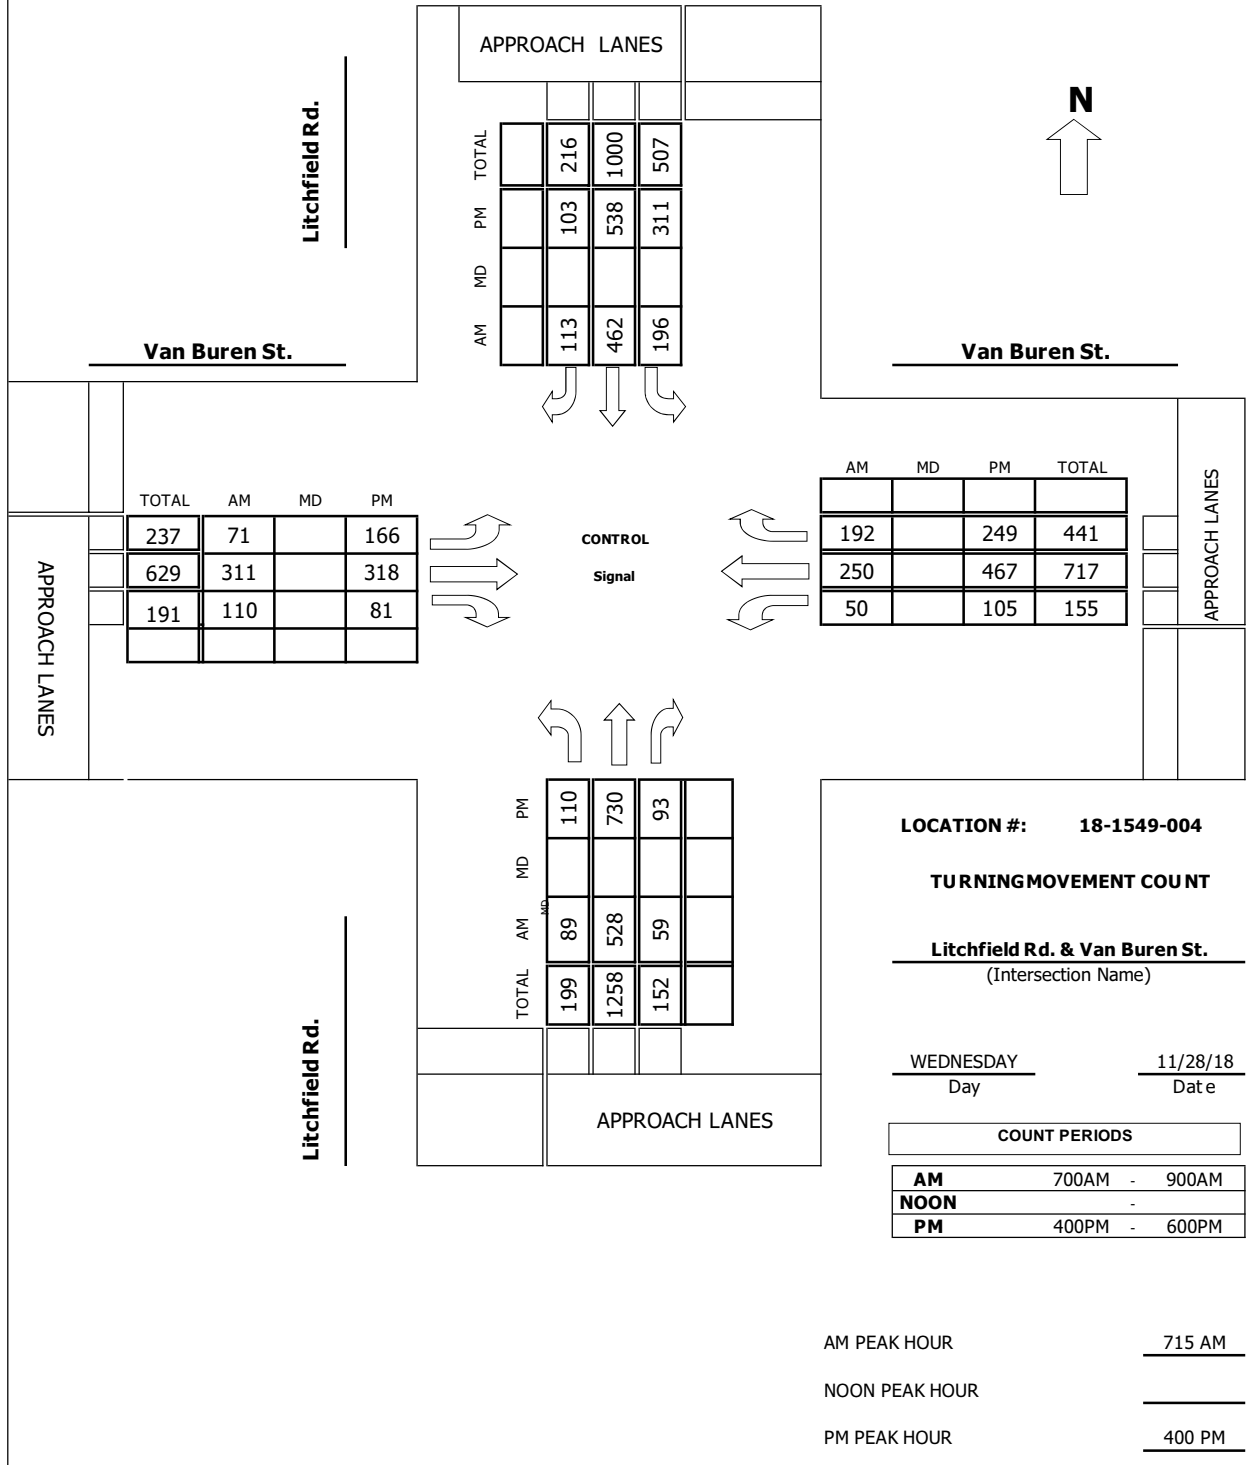 APPROACH LANES
N
Litchfield Rd.
TOTAL 216 1000 507
PM 103 538 311
MD
AM 113 462 196
Van Buren St.
Van Buren St.
AM MD PM TOTAL
192 249 441
250 467 717
50 105 155
APPROACH LANES
TOTAL AM MD PM
237 71 166
629 311 318
191 110 81
APPROACH LANES
CONTROL
Signal
PM 110 730 93
MD
MD
AM 89 528 59
TOTAL 199 1258 152
APPROACH LANES
Litchfield Rd.
LOCATION #: 18-1549-004
TURNING MOVEMENT COUNT
Litchfield Rd. & Van Buren St.
(Intersection Name)
WEDNESDAY 11/28/18
Day Date
COUNT PERIODS
AM 700AM - 900AM
NOON -
PM 400PM - 600PM
AM PEAK HOUR 715 AM
NOON PEAK HOUR
PM PEAK HOUR 400 PM